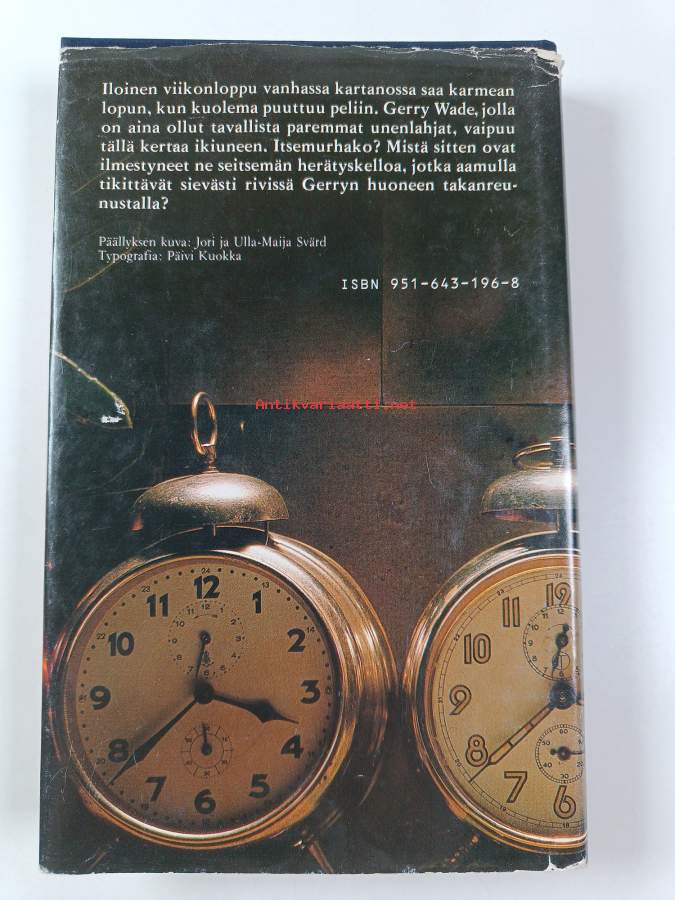 Iloinen viikonloppu vanhassa kartanossa saa karmean
lopun, kun kuolema puuttuu peliin. Gerry Wade, jolla
on aina ollut tavallista paremmat unenlahjat, vaipuu
tällä kertaa ikiuneen. Itsemurhako? Mistä sitten ovat
ilmestyneet ne seitsemän herätyskelloa, jotka aamulla
tikittävät sievästi rivissä Gerryn huoneen takanreu-
nustalla?
Päällyksen kuva: Jori ja Ulla-Maija Svärd
Typografia: Päivi Kuokka
ISBN 951-643-196-8
Antikvariaatti.net
12 1 2 3 4 5 6 7 8 9 10 11
12 6 7 8 9 10 11